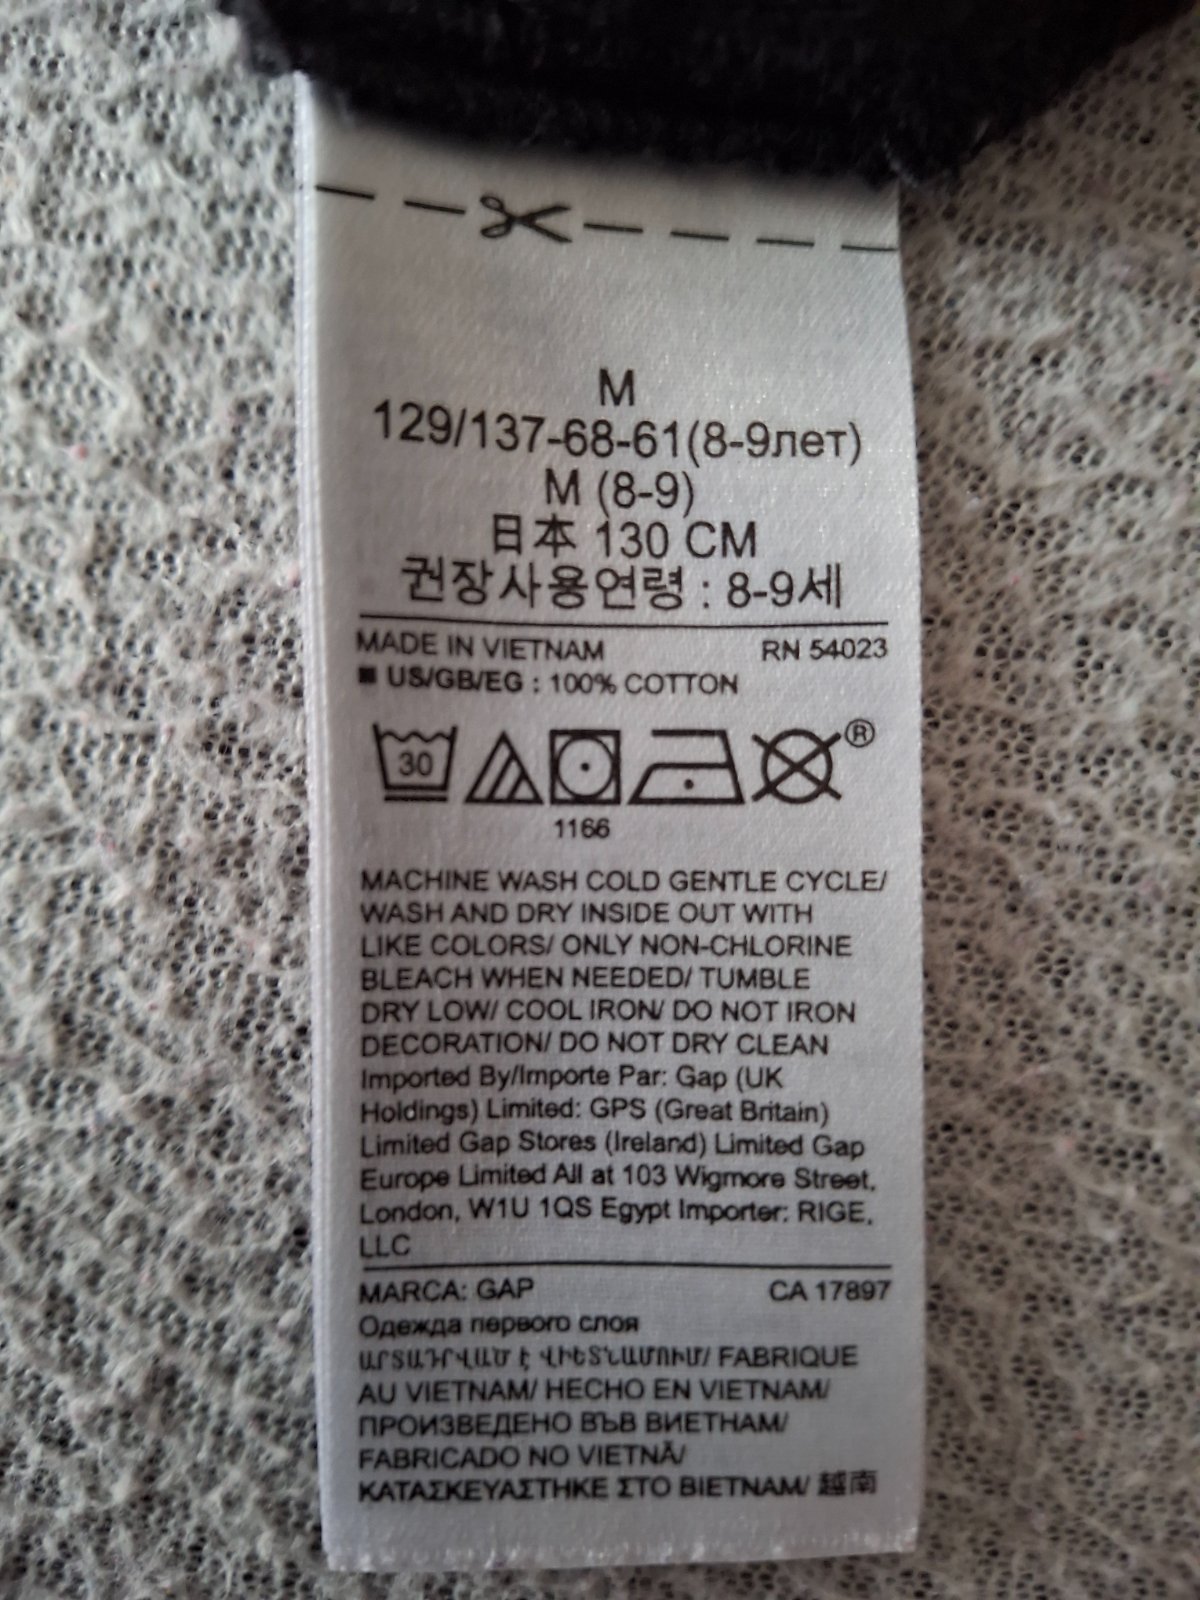 M
129/137-68-61(8-9лет)
M (8-9)
日本 130 CM
권장사용연령 : 8-9세
MADE IN VIETNAM RN 54023
■ US/GB/EG : 100% COTTON
30 ®
1166
MACHINE WASH COLD GENTLE CYCLE/
WASH AND DRY INSIDE OUT WITH
LIKE COLORS/ ONLY NON-CHLORINE
BLEACH WHEN NEEDED/ TUMBLE
DRY LOW/ COOL IRON/ DO NOT IRON
DECORATION/ DO NOT DRY CLEAN
Imported By/Importe Par: Gap (UK
Holdings) Limited: GPS (Great Britain)
Limited Gap Stores (Ireland) Limited Gap
Europe Limited All at 103 Wigmore Street,
London, W1U 1QS Egypt Importer: RIGE,
LLC
MARCA: GAP CA 17897
Одежда первого слоя
ԱՐՏԱԴՐՎԱԾ Է ՎԻԵՏՆԱՄՈՒՄ/ FABRIQUE
AU VIETNAM/ HECHO EN VIETNAM/
ПРОИЗВЕДЕНО ВЪВ ВИЕТНАМ/
FABRICADO NO VIETNÃ/
ΚΑΤΑΣΚΕΥΑΣΤΗΚΕ ΣΤΟ ΒΙΕΤΝΑΜ/ 越南